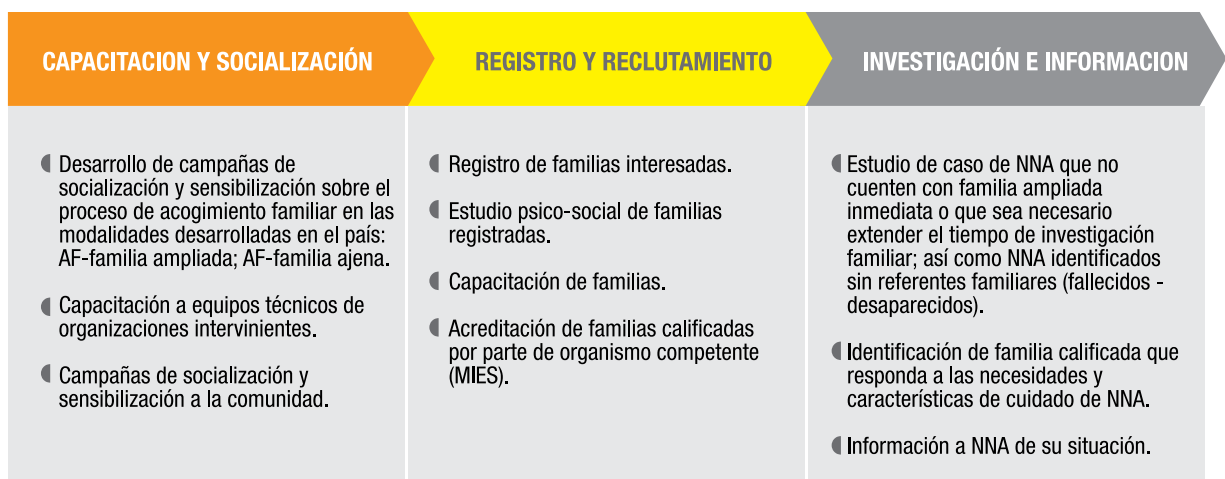 CAPACITACION Y SOCIALIZACIÓN
Desarrollo de campañas de
socialización y sensibilización sobre el
proceso de acogimiento familiar en las
modalidades desarrolladas en el país:
AF-familia ampliada; AF-familia ajena.
Capacitación a equipos técnicos de
organizaciones intervinientes.
Campañas de socialización y
sensibilización a la comunidad.
REGISTRO Y RECLUTAMIENTO
Registro de familias interesadas.
Estudio psico-social de familias
registradas.
Capacitación de familias.
Acreditación de familias calificadas
por parte de organismo competente
(MIES).
INVESTIGACIÓN E INFORMACION
Estudio de caso de NNA que no
cuenten con familia ampliada
inmediata o que sea necesario
extender el tiempo de investigación
familiar; así como NNA identificados
sin referentes familiares (fallecidos -
desaparecidos).
Identificación de familia calificada que
responda a las necesidades y
características de cuidado de NNA.
Información a NNA de su situación.